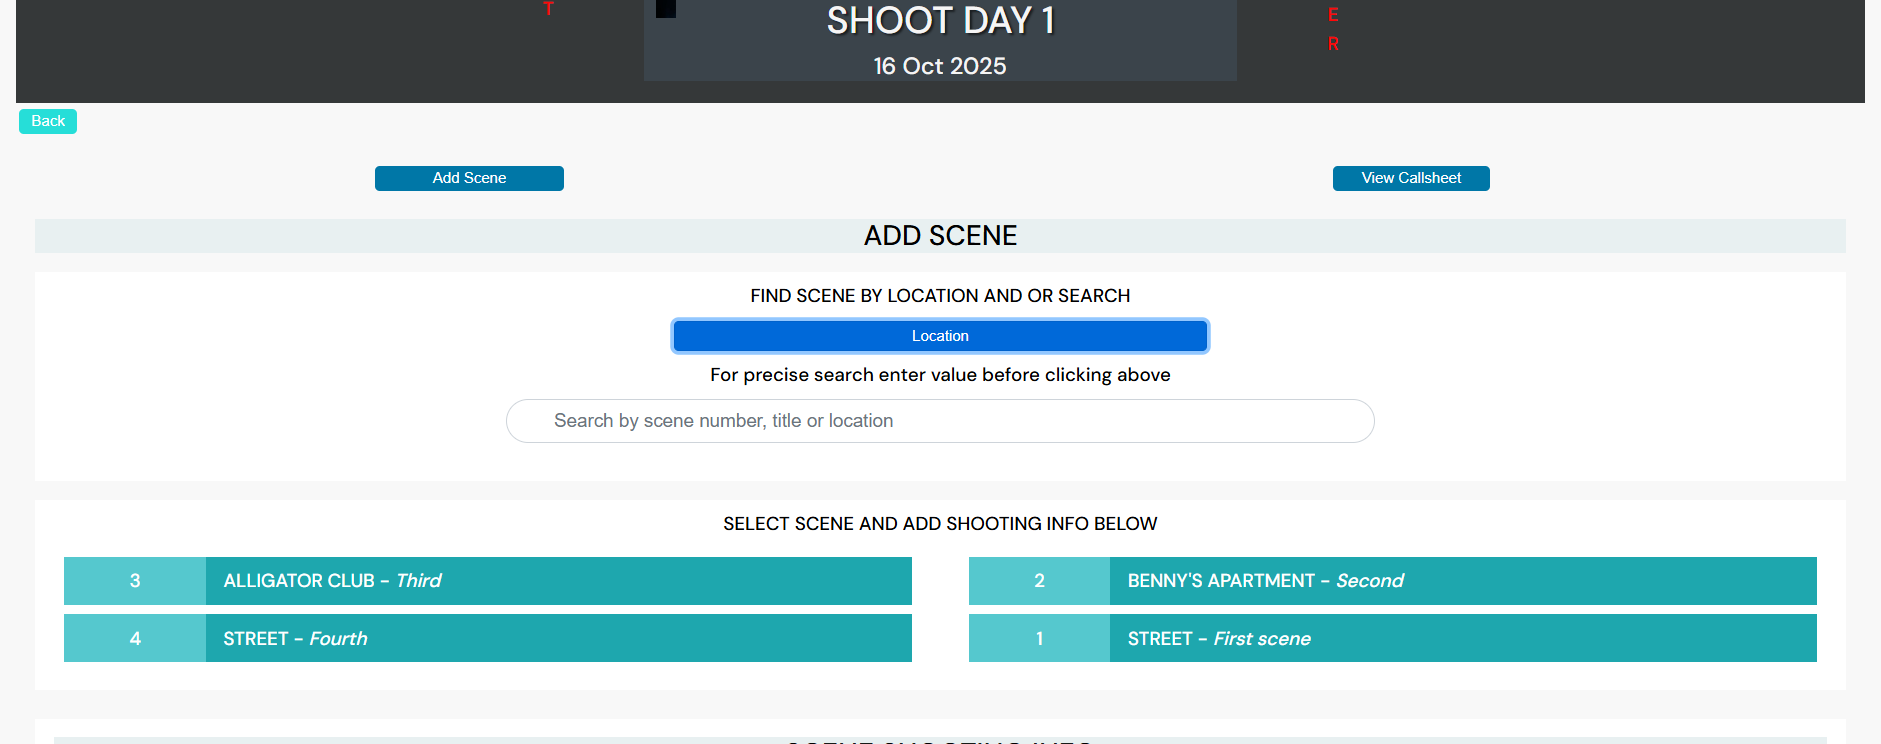 T
E
R
SHOOT DAY 1
16 Oct 2025
Back
Add Scene
View Callsheet
ADD SCENE
FIND SCENE BY LOCATION AND OR SEARCH
Location
For precise search enter value before clicking above
Search by scene number, title or location
SELECT SCENE AND ADD SHOOTING INFO BELOW
3 ALLIGATOR CLUB - Third
2 BENNY'S APARTMENT - Second
4 STREET - Fourth
1 STREET - First scene
SCENE SHOOTING INFO